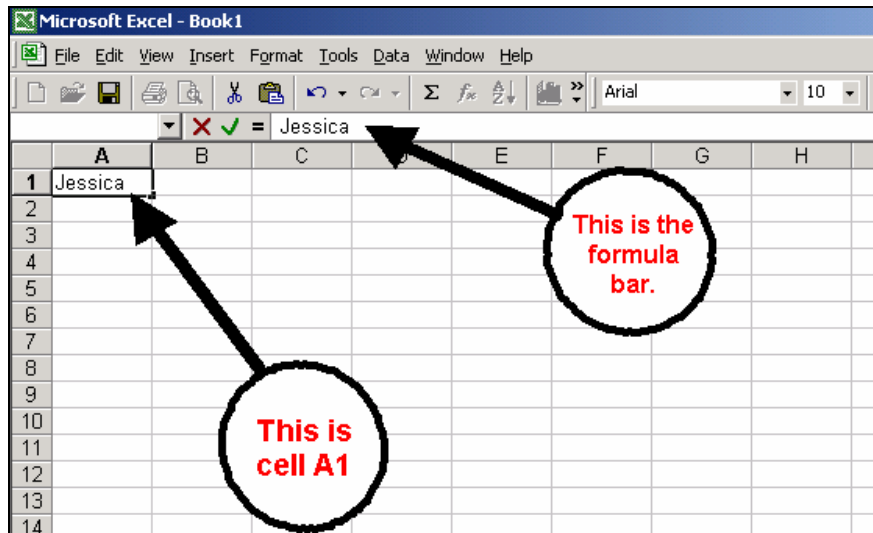 Microsoft Excel - Book1
File Edit View Insert Format Tools Data Window Help
Arial 10
= Jessica
A B C D E F G H
1 Jessica
2
3
4
5
6
7
8
9
10
11
12
13
14
This is the
formula
bar.
This is
cell A1